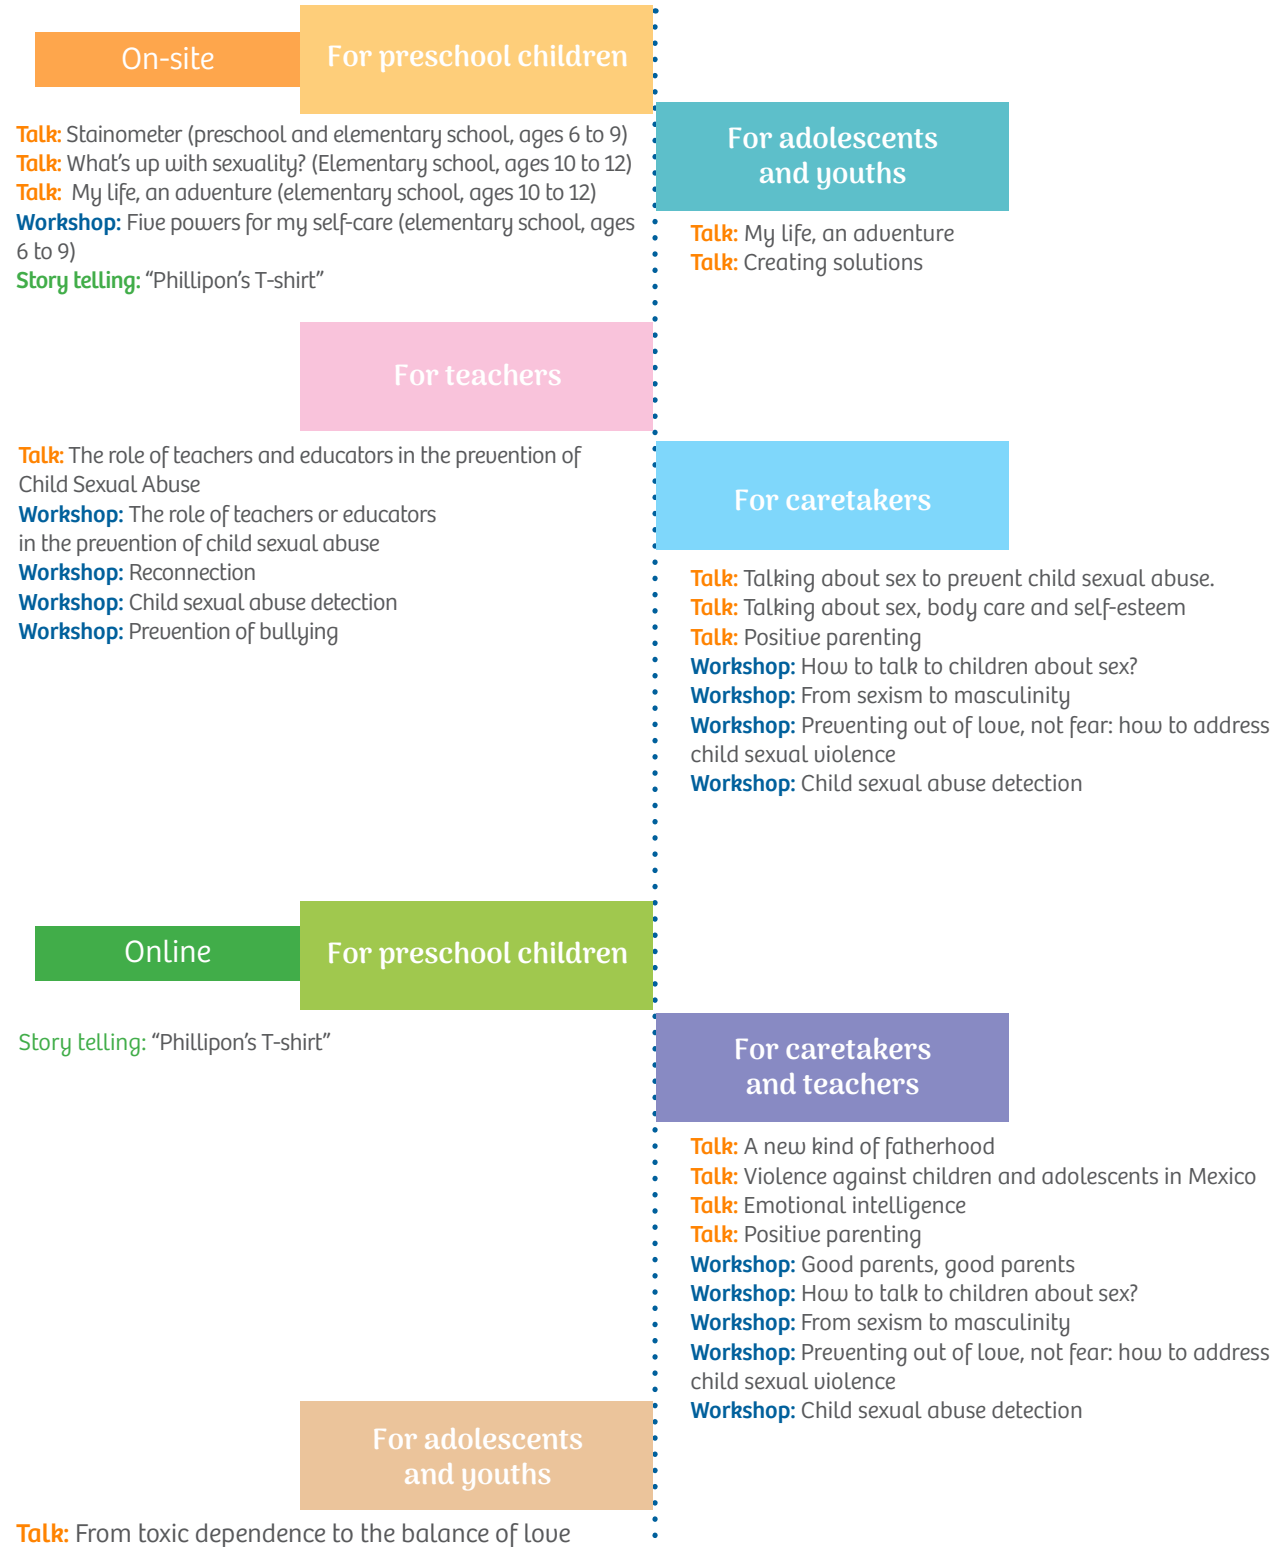 On-site
For preschool children
Talk: Stainometer (preschool and elementary school, ages 6 to 9)
Talk: What's up with sexuality? (Elementary school, ages 10 to 12)
Talk: My life, an adventure (elementary school, ages 10 to 12)
Workshop: Five powers for my self-care (elementary school, ages
6 to 9)
Story telling: “Phillipon's T-shirt”
For adolescents
and youths
Talk: My life, an adventure
Talk: Creating solutions
For teachers
Talk: The role of teachers and educators in the prevention of
Child Sexual Abuse
Workshop: The role of teachers or educators
in the prevention of child sexual abuse
Workshop: Reconnection
Workshop: Child sexual abuse detection
Workshop: Prevention of bullying
For caretakers
Talk: Talking about sex to prevent child sexual abuse.
Talk: Talking about sex, body care and self-esteem
Talk: Positive parenting
Workshop: How to talk to children about sex?
Workshop: From sexism to masculinity
Workshop: Preventing out of love, not fear: how to address
child sexual violence
Workshop: Child sexual abuse detection
Online
For preschool children
Story telling: “Phillipon's T-shirt”
For caretakers
and teachers
Talk: A new kind of fatherhood
Talk: Violence against children and adolescents in Mexico
Talk: Emotional intelligence
Talk: Positive parenting
Workshop: Good parents, good parents
Workshop: How to talk to children about sex?
Workshop: From sexism to masculinity
Workshop: Preventing out of love, not fear: how to address
child sexual violence
Workshop: Child sexual abuse detection
For adolescents
and youths
Talk: From toxic dependence to the balance of love